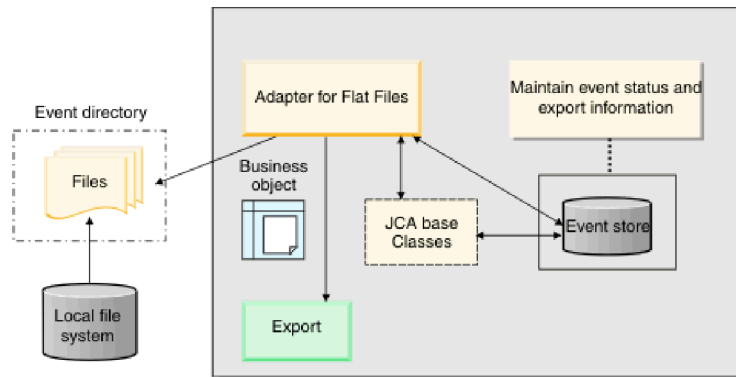 Event directory
Files
Local file
system
Adapter for Flat Files
Business
object
Export
JCA base
Classes
Maintain event status and
export information
Event store